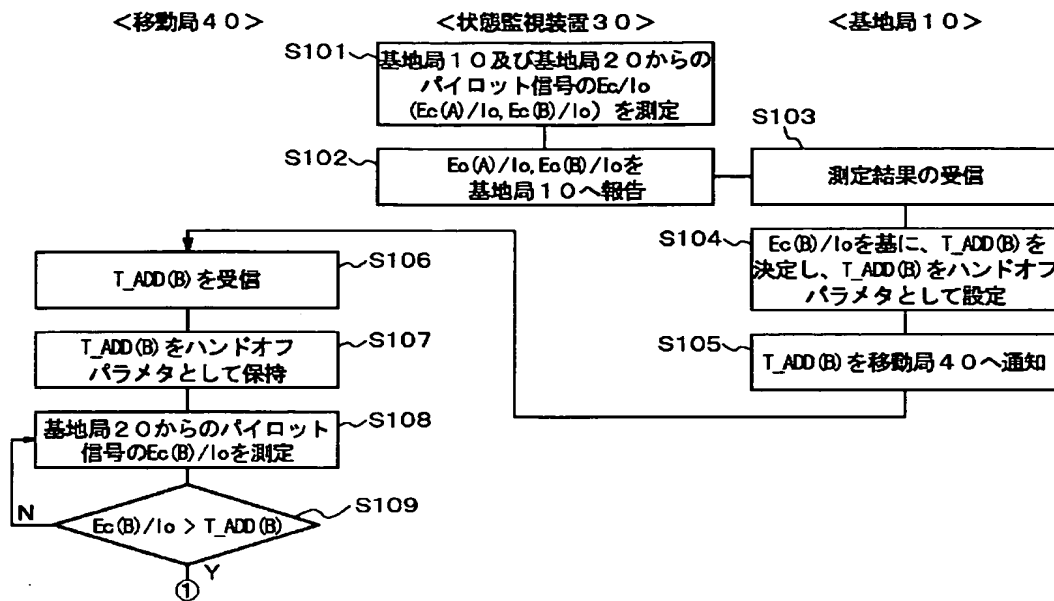 <移動局40>
<状態監視装置30>
<基地局10>
S101
基地局10及び基地局20からの
パイロット信号のEc/Io
(Ec(A)/Io,Ec(B)/Io)を測定
S102
Ec(A)/Io,Ec(B)/Ioを
基地局10へ報告
S103
測定結果の受信
S104
Ec(B)/Ioを基に、T_ADD(B)を
決定し、T_ADD(B)をハンドオフ
パラメタとして設定
S105
T_ADD(B)を移動局40へ通知
S106
T_ADD(B)を受信
S107
T_ADD(B)をハンドオフ
パラメタとして保持
S108
基地局20からのパイロット
信号のEc(B)/Ioを測定
S109
Ec(B)/Io > T_ADD(B)
N
Y
①